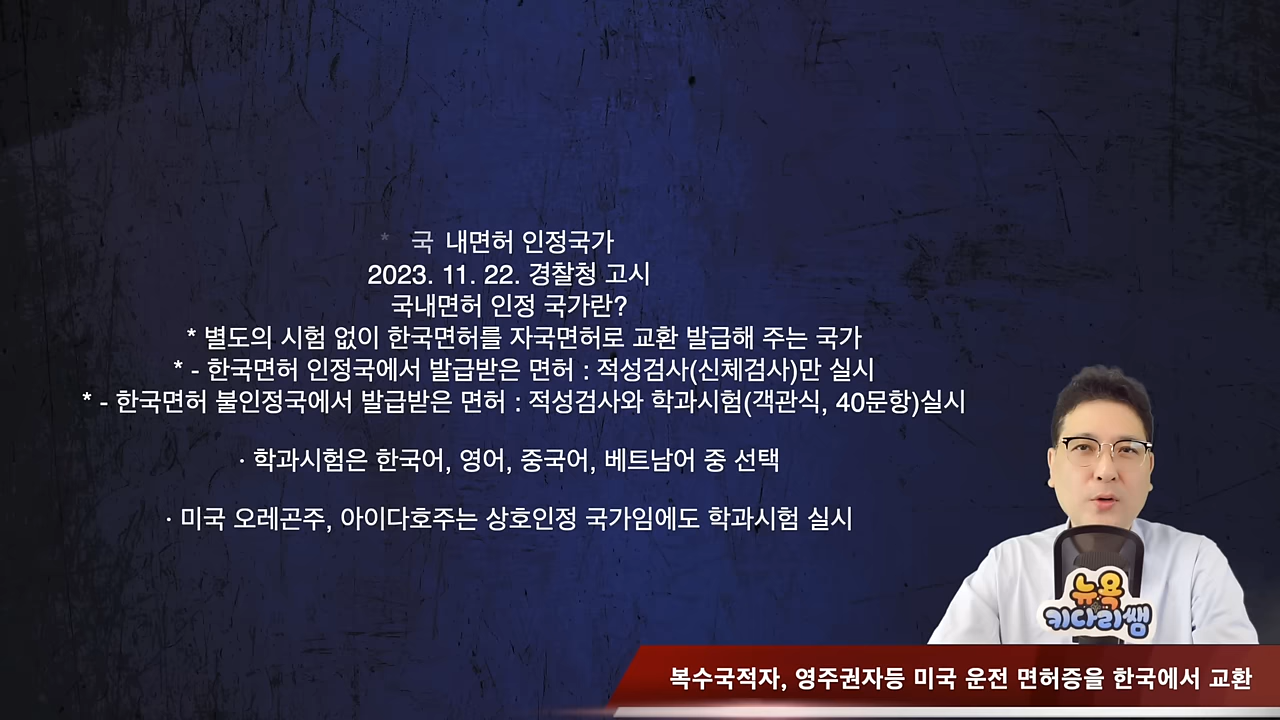 * 국 내면허 인정국가
2023. 11. 22. 경찰청 고시
국내면허 인정 국가란?
* 별도의 시험 없이 한국면허를 자국면허로 교환 발급해 주는 국가
* - 한국면허 인정국에서 발급받은 면허 : 적성검사(신체검사)만 실시
* - 한국면허 불인정국에서 발급받은 면허 : 적성검사와 학과시험(객관식, 40문항)실시
· 학과시험은 한국어, 영어, 중국어, 베트남어 중 선택
· 미국 오레곤주, 아이다호주는 상호인정 국가임에도 학과시험 실시
뉴욕
키다리쌤
복수국적자, 영주권자등 미국 운전 면허증을 한국에서 교환